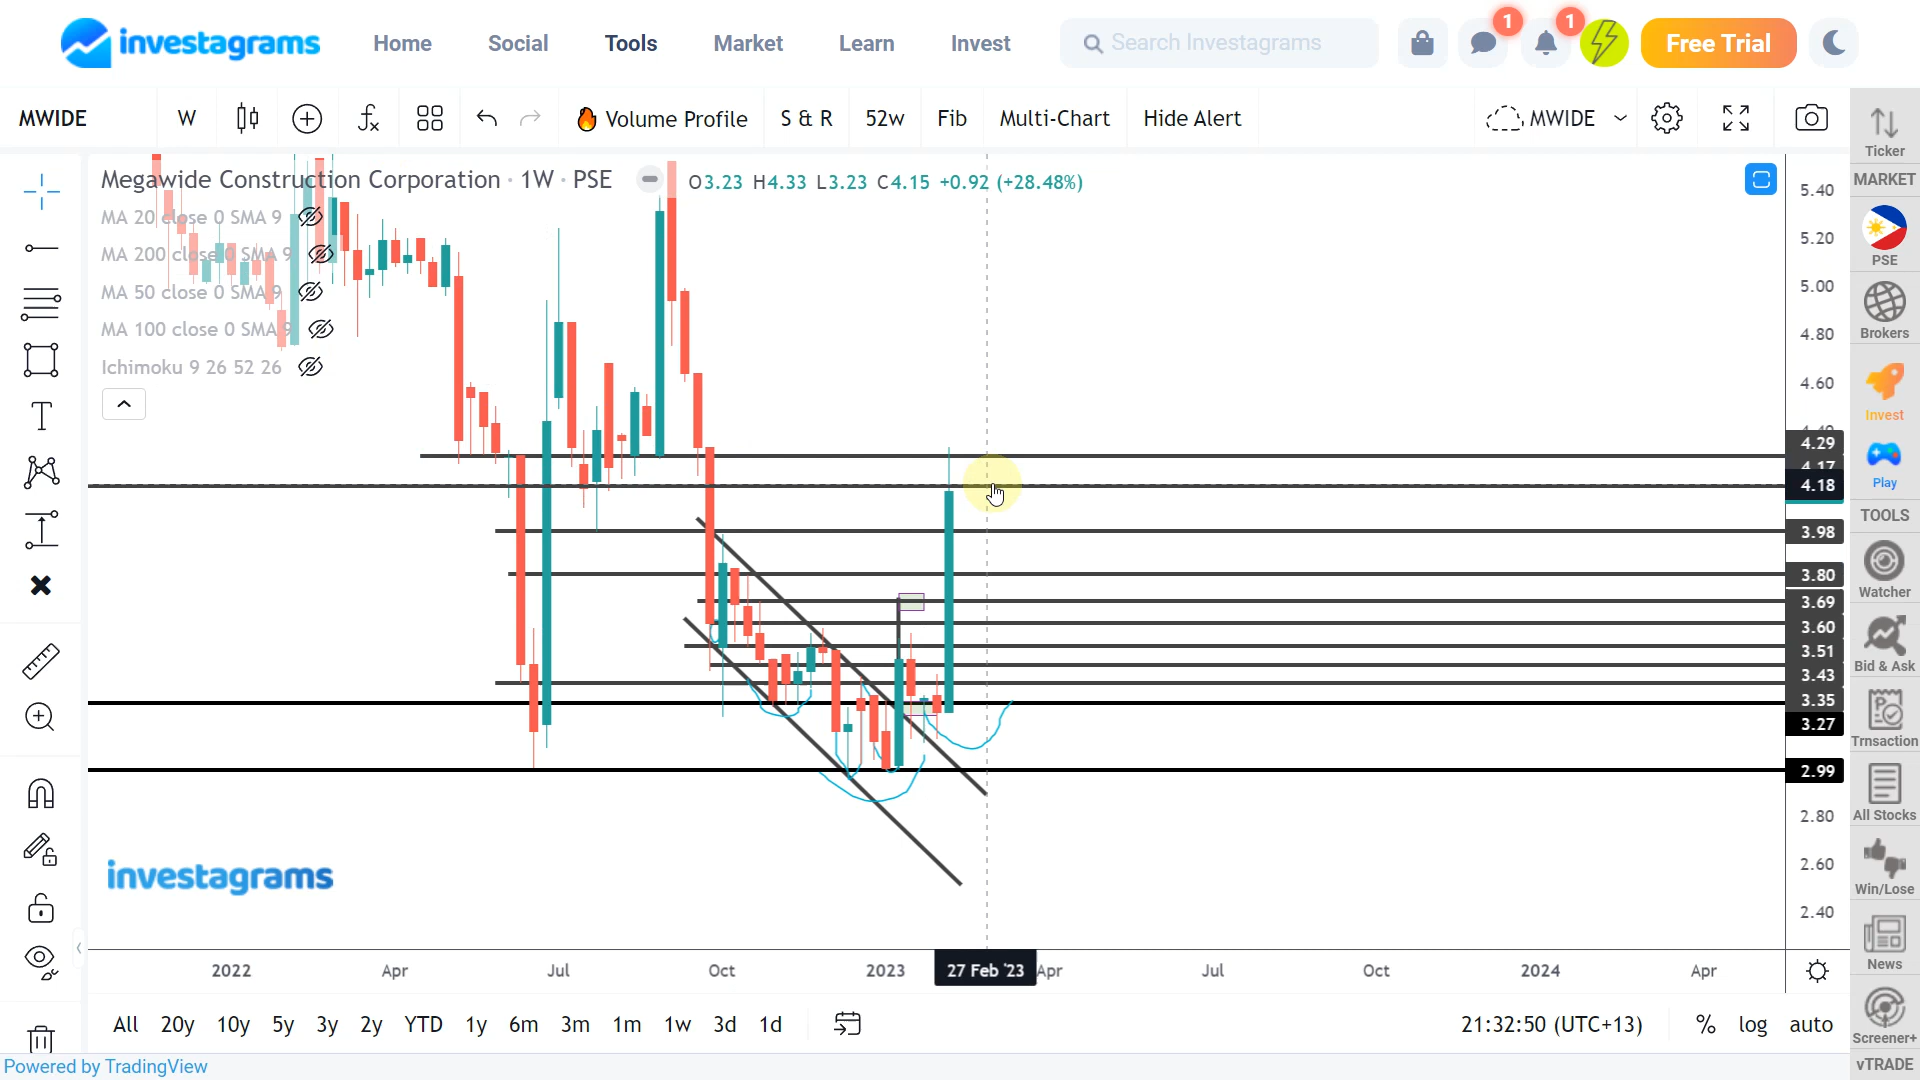 investagrams
Home
Social
Tools
Market
Learn
Invest
Search Investagrams
1
1
Free Trial
MWIDE
W
Volume Profile
S & R
52w
Fib
Multi-Chart
Hide Alert
MWIDE
Ticker
MARKET
PSE
Brokers
Invest
Play
TOOLS
Watcher
Bid & Ask
Trnsaction
All Stocks
Win/Lose
News
Screener+
vTRADE
Megawide Construction Corporation · 1W · PSE
O3.23 H4.33 L3.23 C4.15 +0.92 (+28.48%)
MA 20 close 0 SMA 9
MA 200 close 0 SMA 9
MA 50 close 0 SMA 9
MA 100 close 0 SMA 9
Ichimoku 9 26 52 26
5.40
5.20
5.00
4.80
4.60
4.40
4.29
4.17
4.18
3.98
3.80
3.69
3.60
3.51
3.43
3.35
3.27
2.99
2.80
2.60
2.40
investagrams
2022
Apr
Jul
Oct
2023
27 Feb '23
Apr
Jul
Oct
2024
Apr
All
20y
10y
5y
3y
2y
YTD
1y
6m
3m
1m
1w
3d
1d
21:32:50 (UTC+13)
%
log
auto
Powered by TradingView